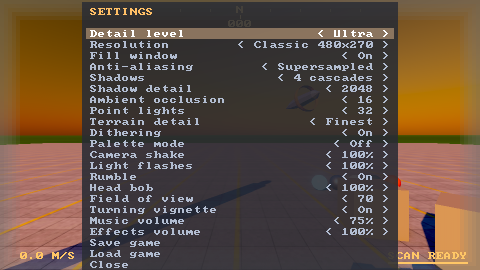 N
000
SETTINGS
Detail level < Ultra >
Resolution < Classic 480x270 >
Fill window < On >
Anti-aliasing < Supersampled >
Shadows < 4 cascades >
Shadow detail < 2048 >
Ambient occlusion < 16 >
Point lights < 32 >
Terrain detail < Finest >
Dithering < On >
Palette mode < Off >
Camera shake < 100% >
Light flashes < 100% >
Rumble < On >
Head bob < 100% >
Field of view < 70 >
Turning vignette < On >
Music volume < 75% >
Effects volume < 100% >
Save game
Load game
Close
0.0 M/S
SCAN READY